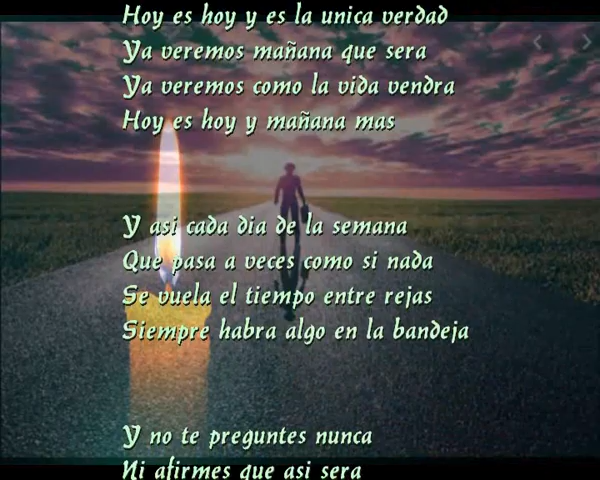 Hoy es hoy y es la unica verdad
Ya veremos mañana que sera
Ya veremos como la vida vendra
Hoy es hoy y mañana mas
Y asi cada dia de la semana
Que pasa a veces como si nada
Se vuela el tiempo entre rejas
Siempre habra algo en la bandeja
Y no te preguntes nunca
Ni afirmes que asi sera